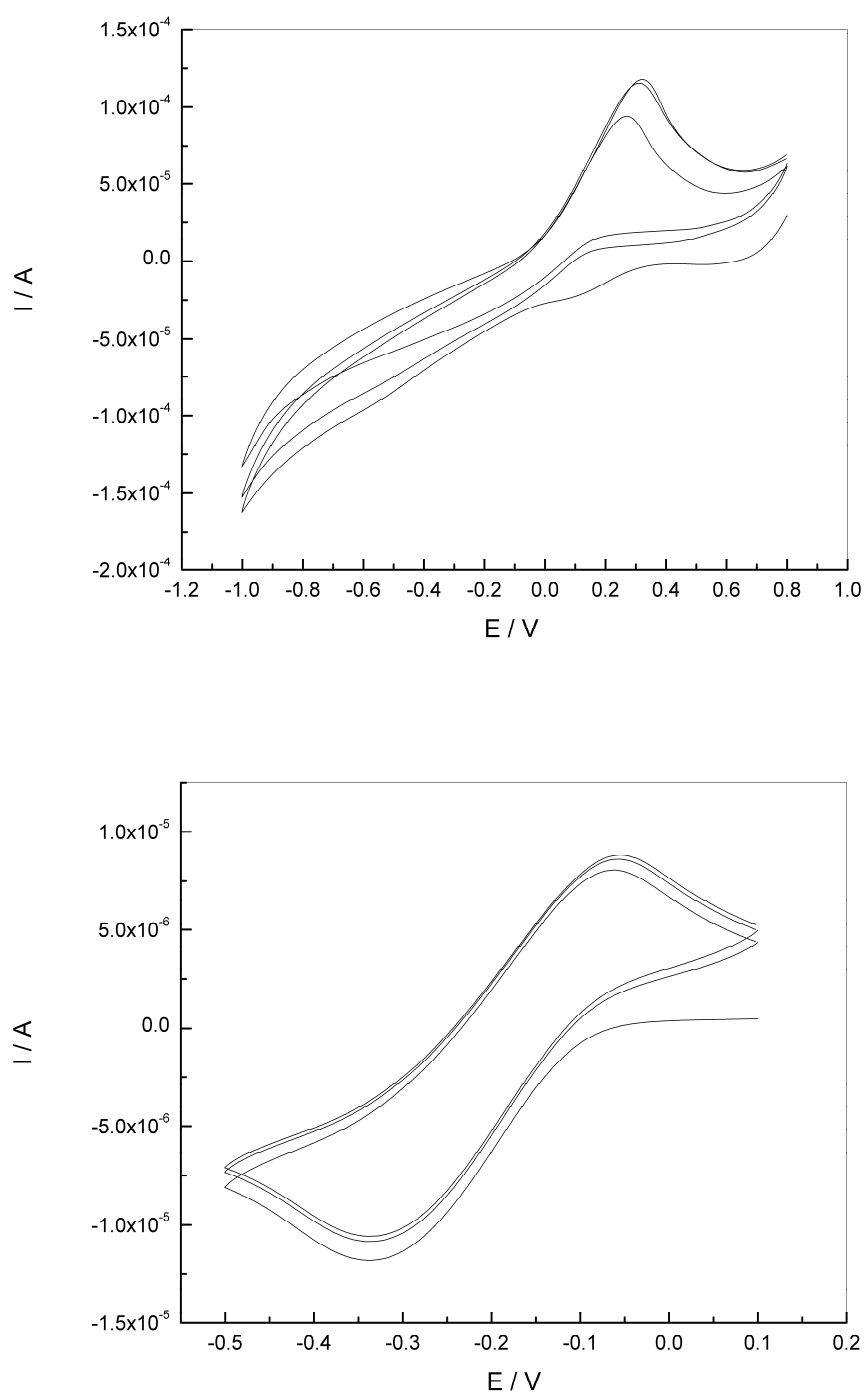 1.5x10⁻⁴
1.0x10⁻⁴
5.0x10⁻⁵
0.0
-5.0x10⁻⁵
-1.0x10⁻⁴
-1.5x10⁻⁴
-2.0x10⁻⁴
I / A
-1.2 -1.0 -0.8 -0.6 -0.4 -0.2 0.0 0.2 0.4 0.6 0.8 1.0
E / V
1.0x10⁻⁵
5.0x10⁻⁶
0.0
-5.0x10⁻⁶
-1.0x10⁻⁵
-1.5x10⁻⁵
I / A
-0.5 -0.4 -0.3 -0.2 -0.1 0.0 0.1 0.2
E / V